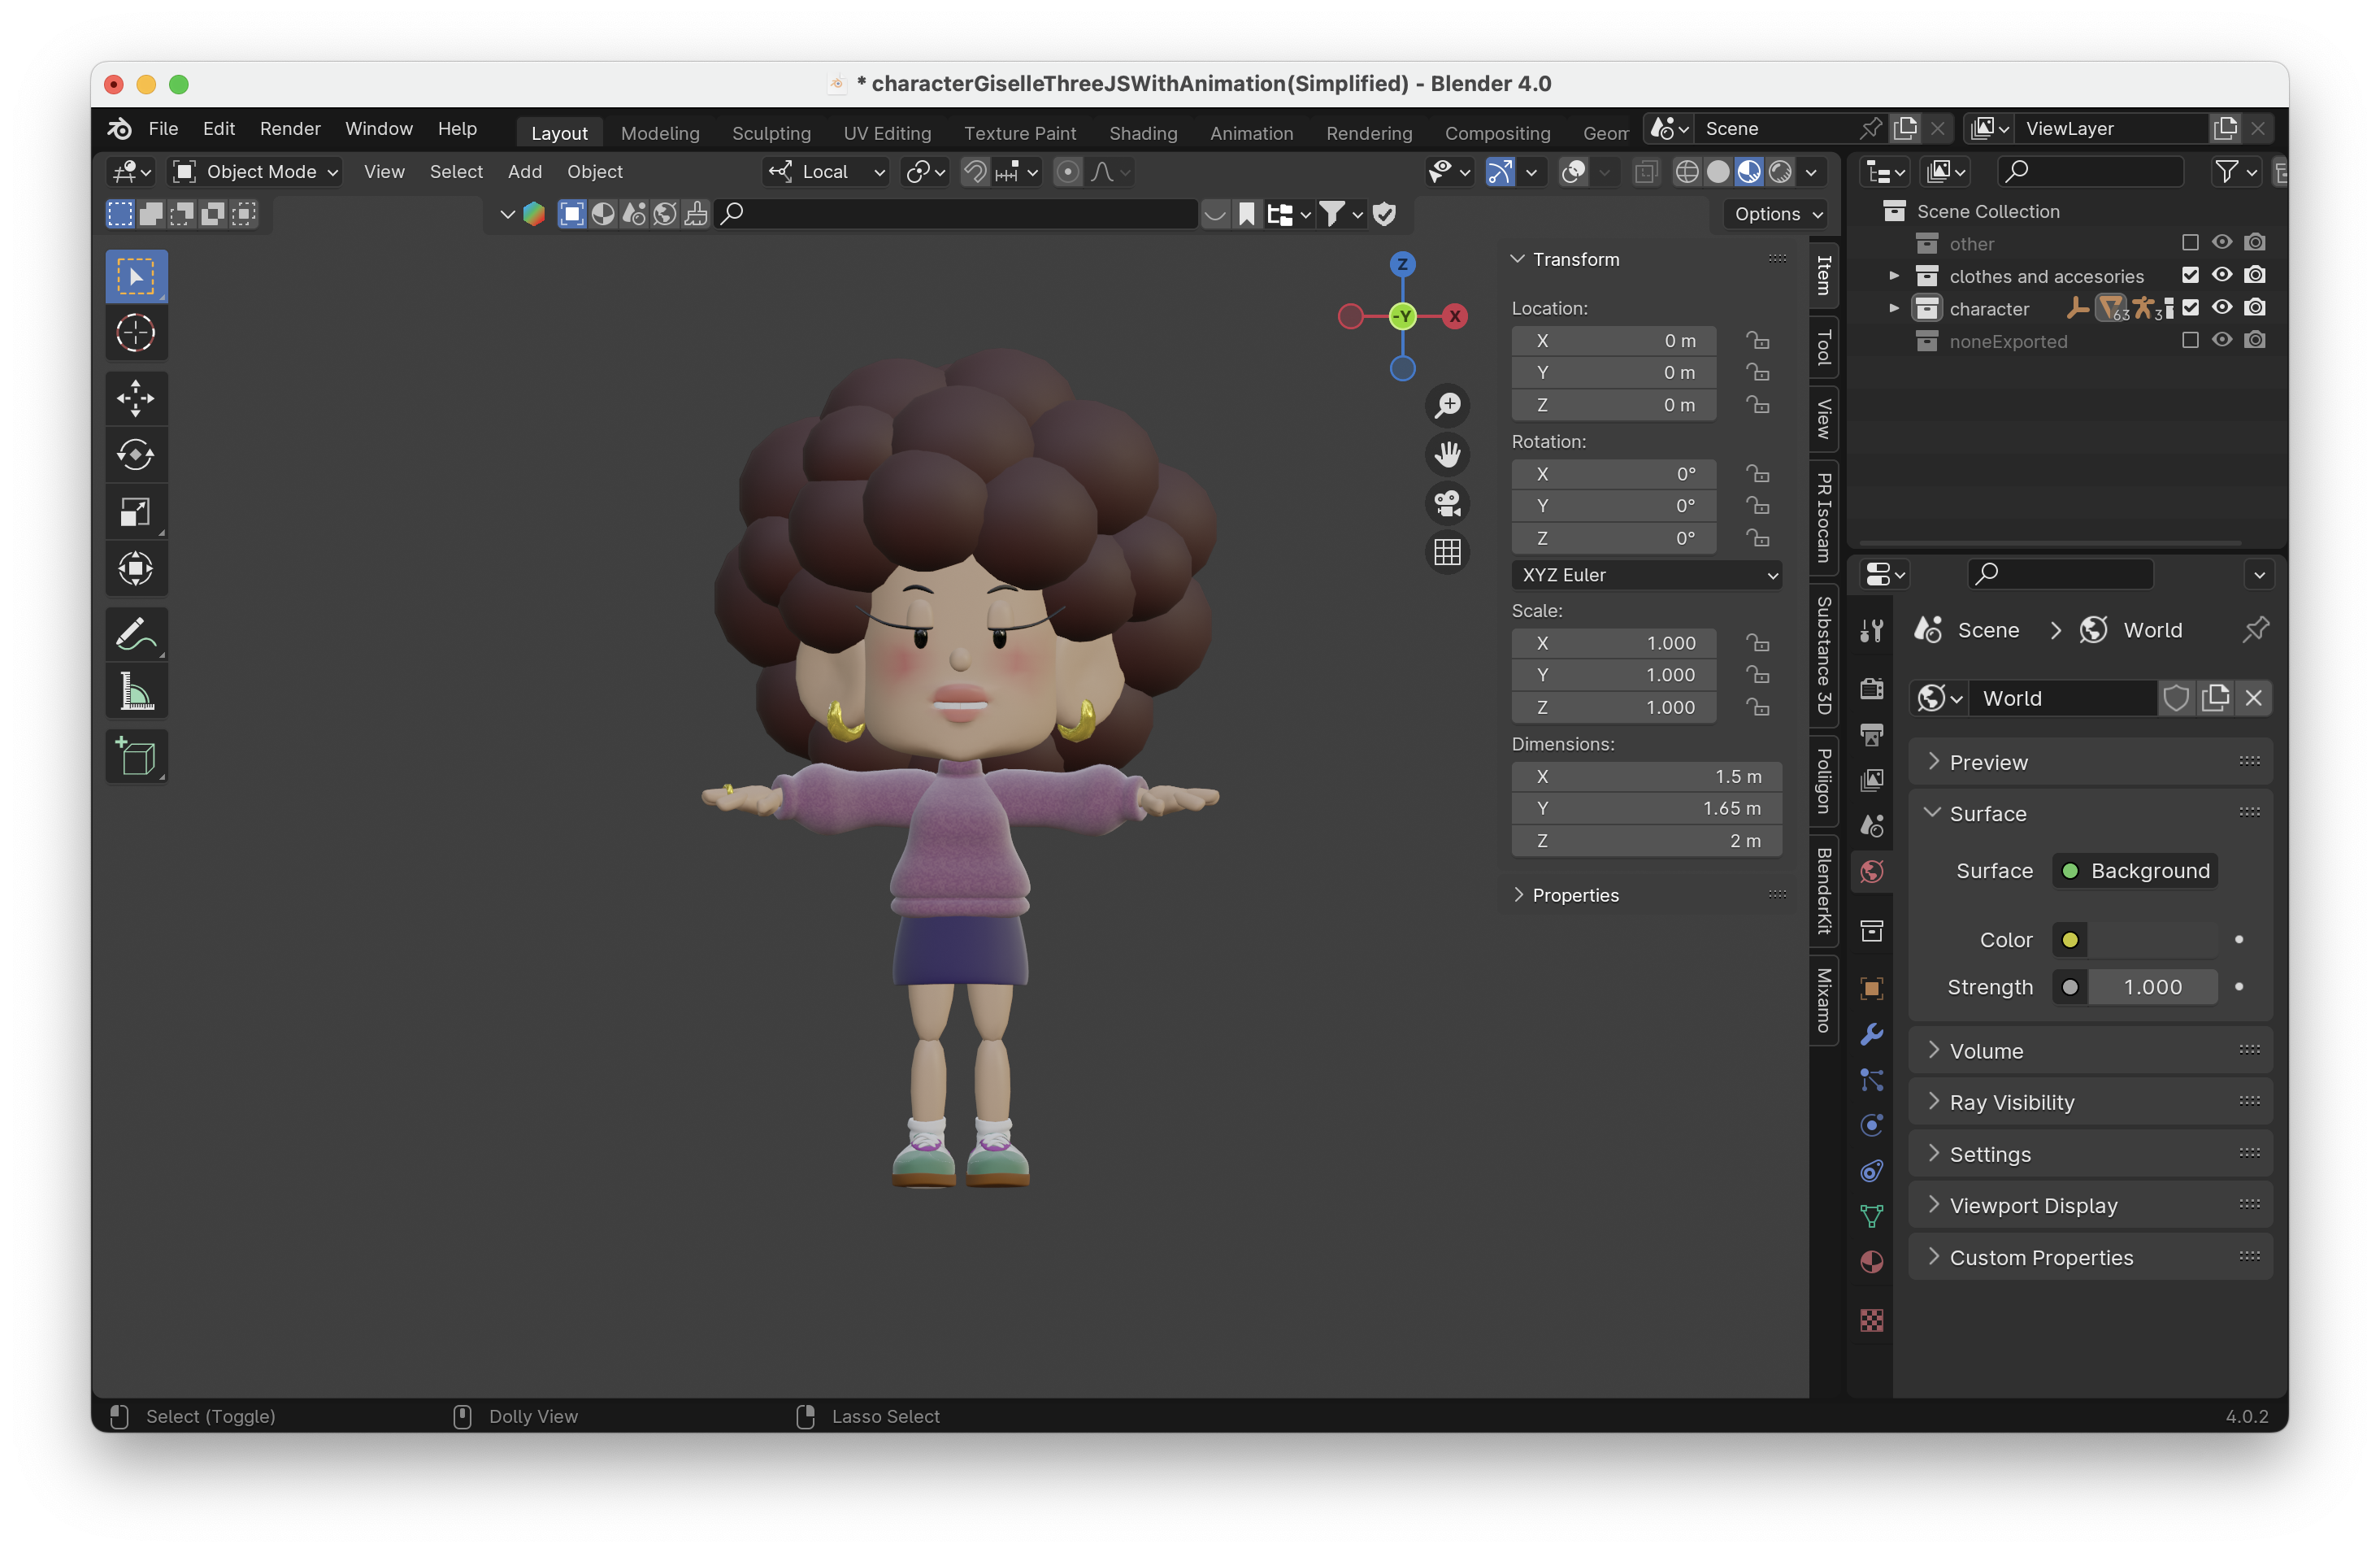 * characterGiselleThreeJSWithAnimation(Simplified) - Blender 4.0
File Edit Render Window Help Layout Modeling Sculpting UV Editing Texture Paint Shading Animation Rendering Compositing Geom Scene ViewLayer
Object Mode View Select Add Object Local
Options
Scene Collection
other
clothes and accesories
character 63 3
noneExported
Z
-Y X
Transform
Location:
X 0 m
Y 0 m
Z 0 m
Rotation:
X 0°
Y 0°
Z 0°
XYZ Euler
Scale:
X 1.000
Y 1.000
Z 1.000
Dimensions:
X 1.5 m
Y 1.65 m
Z 2 m
Properties
Item
Tool
View
PR Isocam
Substance 3D
Poliigon
BlenderKit
Mixamo
Scene World
World
Preview
Surface
Surface Background
Color
Strength 1.000
Volume
Ray Visibility
Settings
Viewport Display
Custom Properties
Select (Toggle) Dolly View Lasso Select 4.0.2